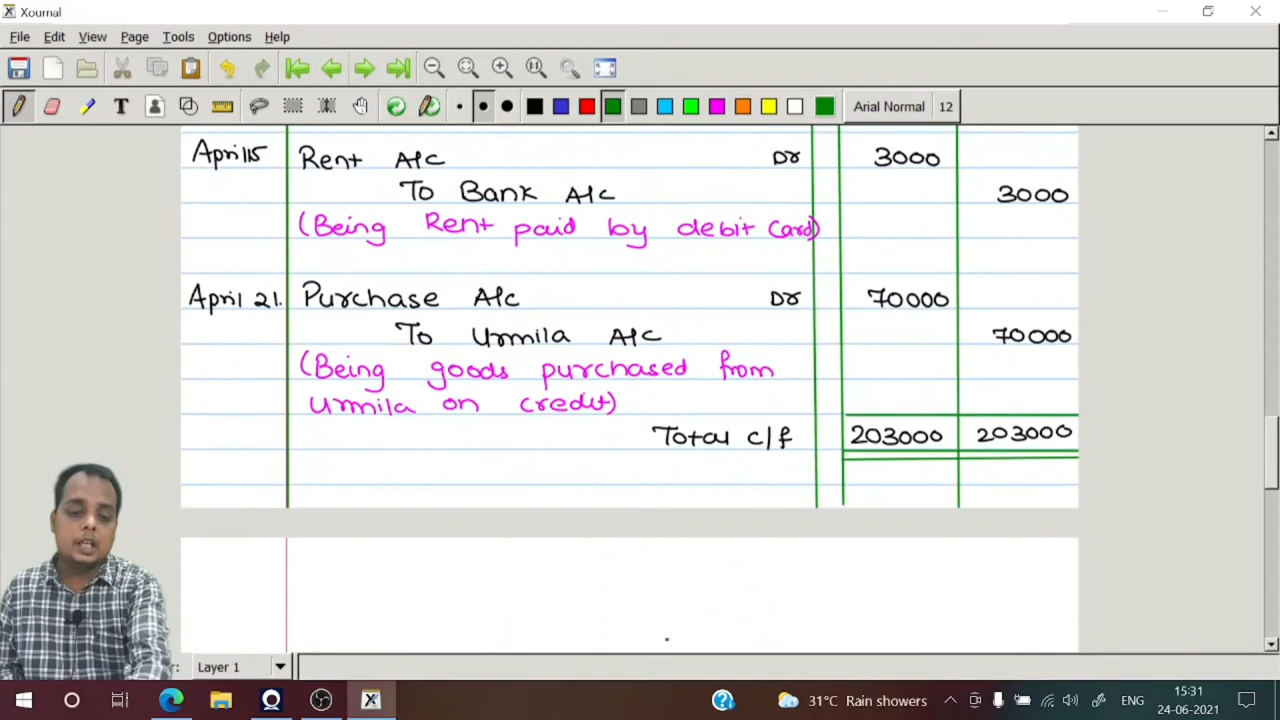 Xournal
File Edit View Page Tools Options Help
Arial Normal 12
April 15 Rent A/c Dr 3000
To Bank A/c 3000
(Being Rent paid by debit Card)
April 21. Purchase A/c Dr 70000
To Urmila A/c 70000
(Being goods purchased from
Urmila on credit)
Total c/f 203000 203000
r: Layer 1
31°C Rain showers ENG 15:31
24-06-2021